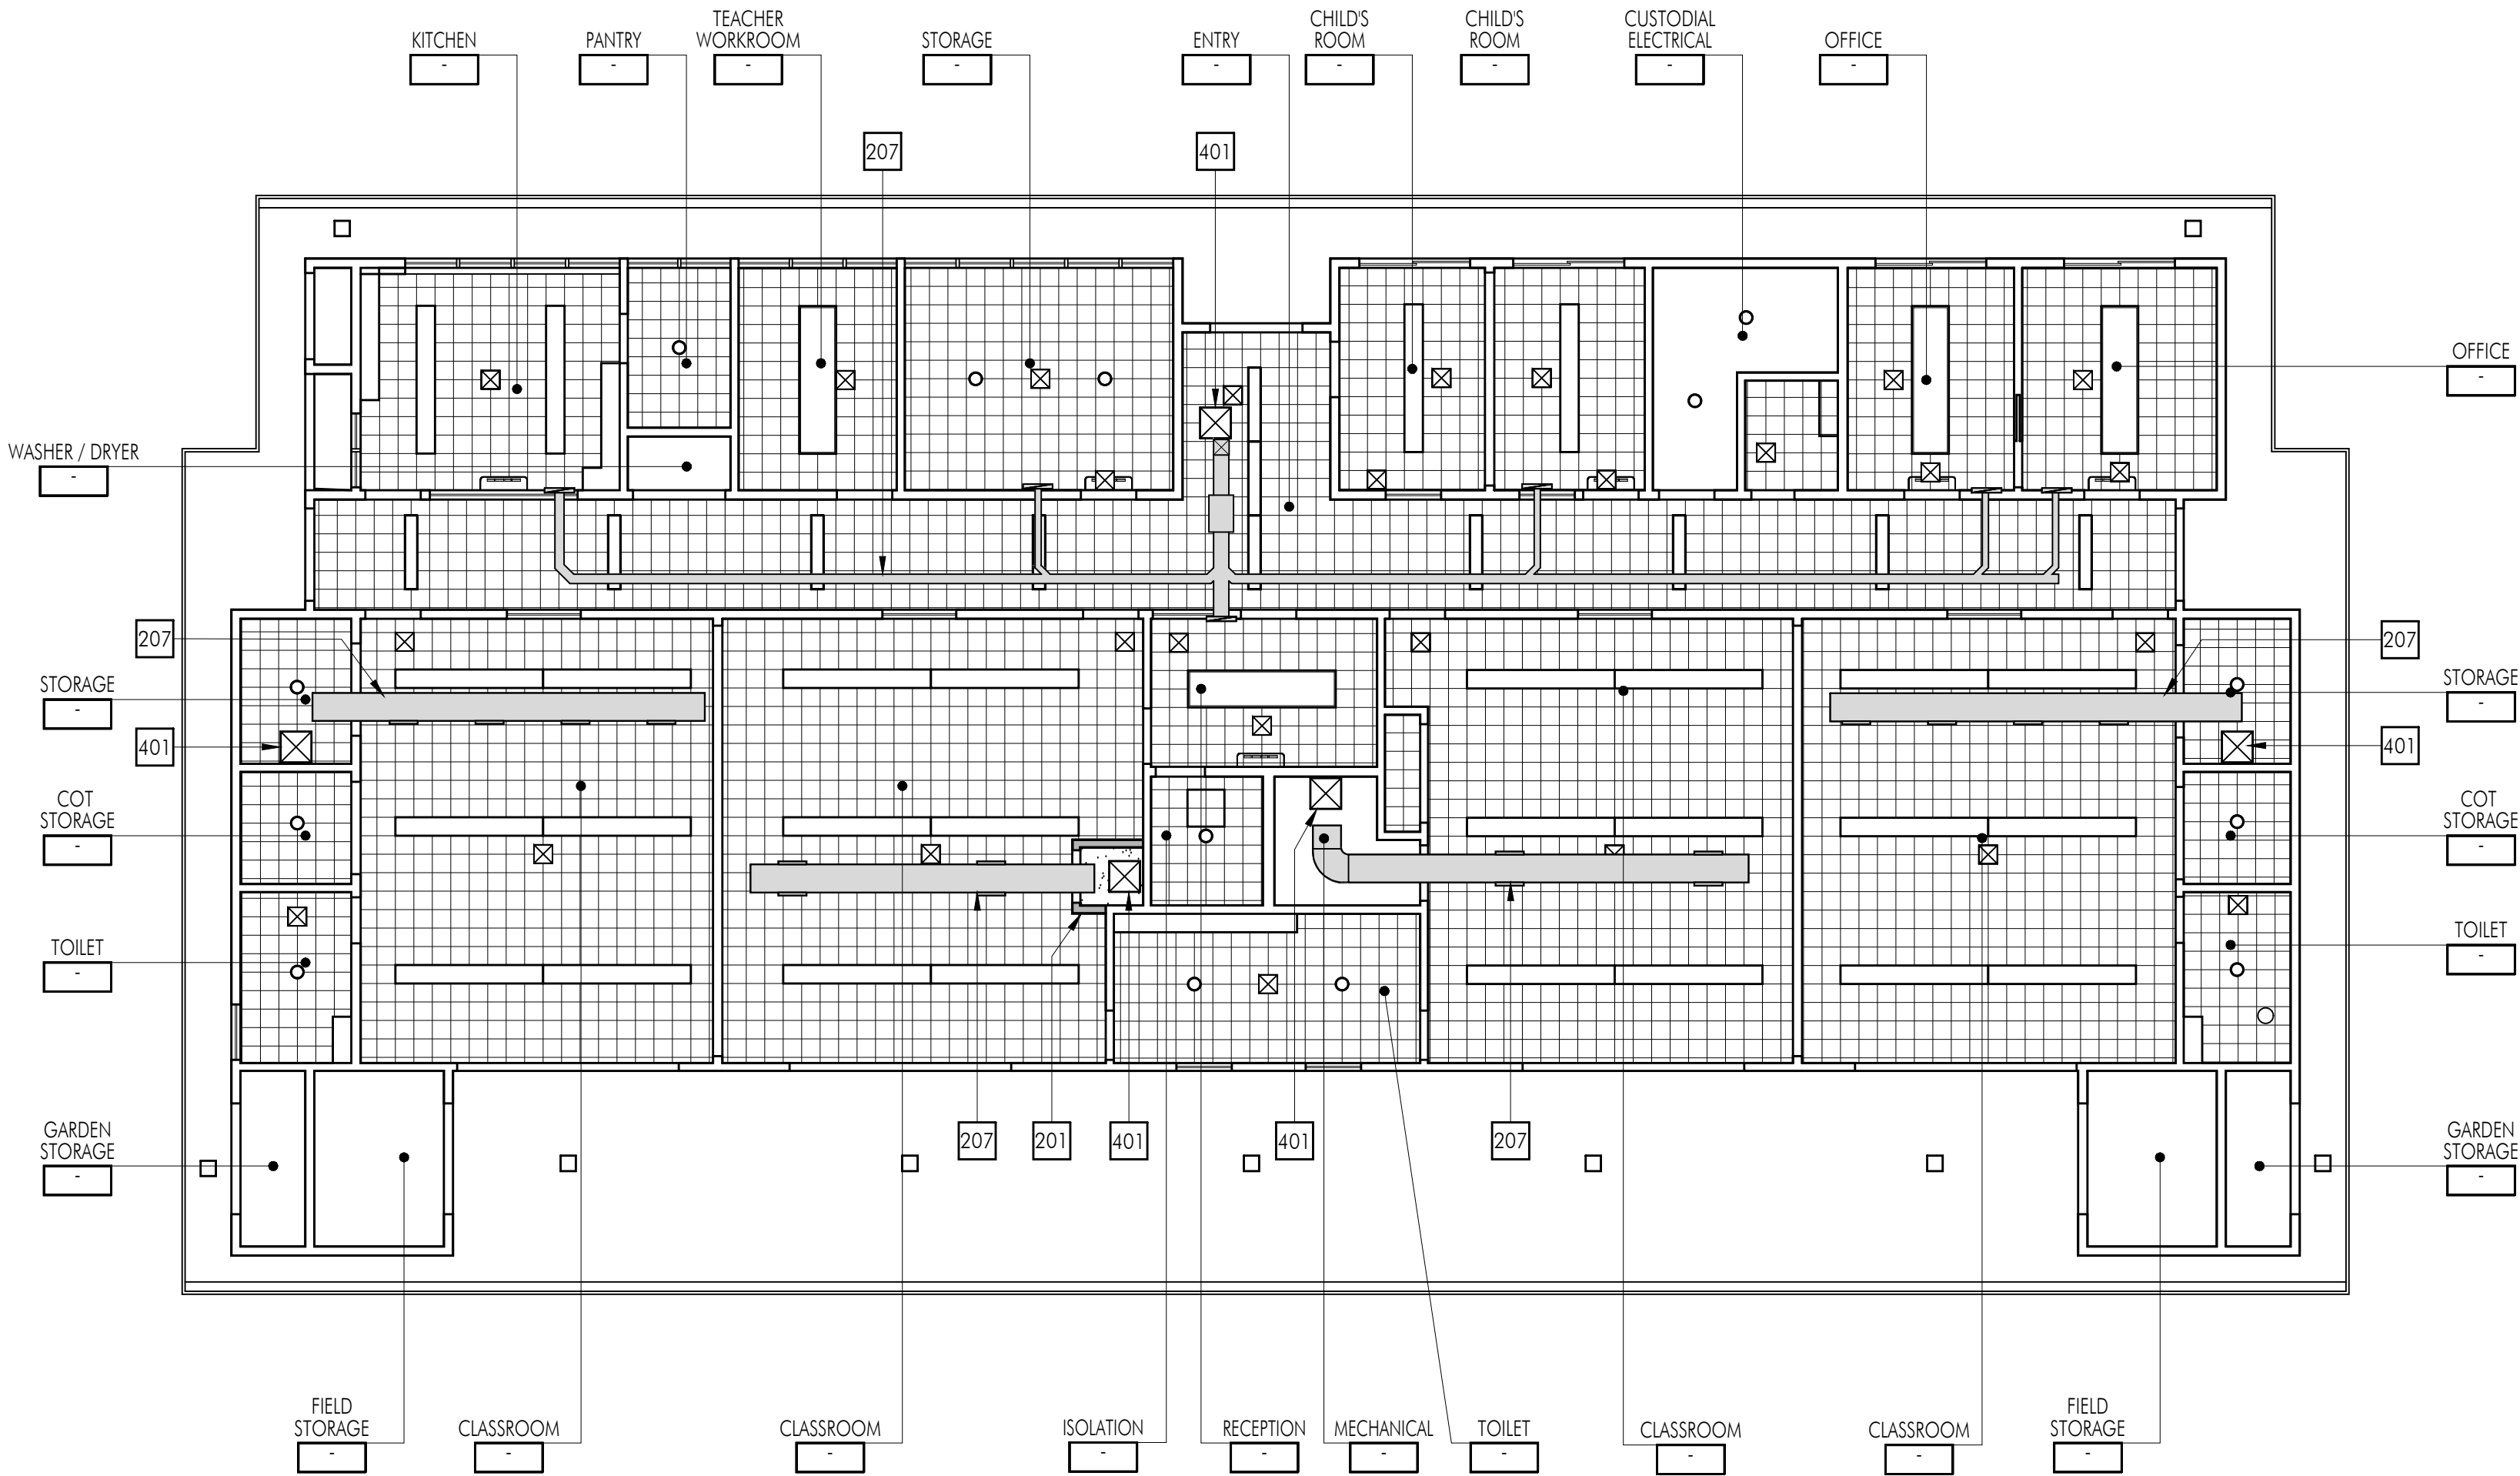 KITCHEN
-
PANTRY
-
TEACHER
WORKROOM
-
STORAGE
-
ENTRY
-
CHILD'S
ROOM
-
CHILD'S
ROOM
-
CUSTODIAL
ELECTRICAL
-
OFFICE
-
207
401
OFFICE
-
WASHER / DRYER
-
207
STORAGE
-
401
COT
STORAGE
-
TOILET
-
GARDEN
STORAGE
-
207
STORAGE
-
401
COT
STORAGE
-
TOILET
-
GARDEN
STORAGE
-
207
201
401
401
207
FIELD
STORAGE
-
CLASSROOM
-
CLASSROOM
-
ISOLATION
-
RECEPTION
-
MECHANICAL
-
TOILET
-
CLASSROOM
-
CLASSROOM
-
FIELD
STORAGE
-